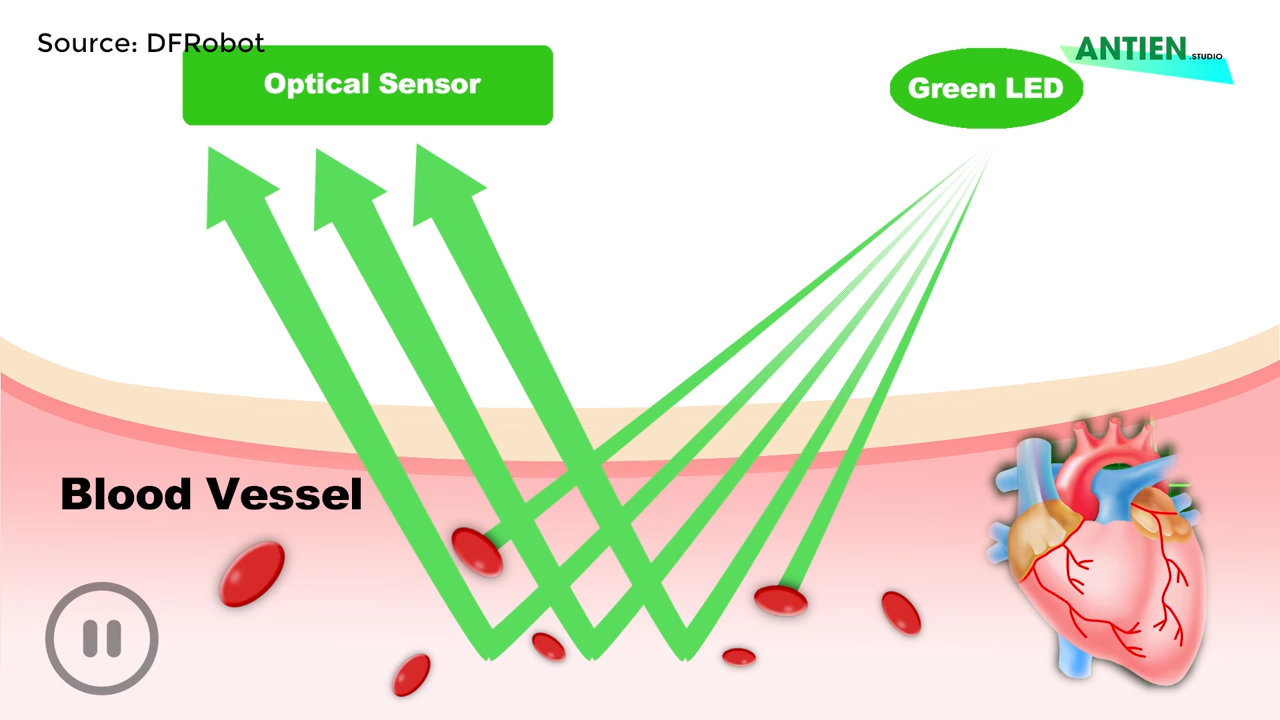 Source: DFRobot
ANTIEN
.STUDIO
Optical Sensor
Green LED
Blood Vessel